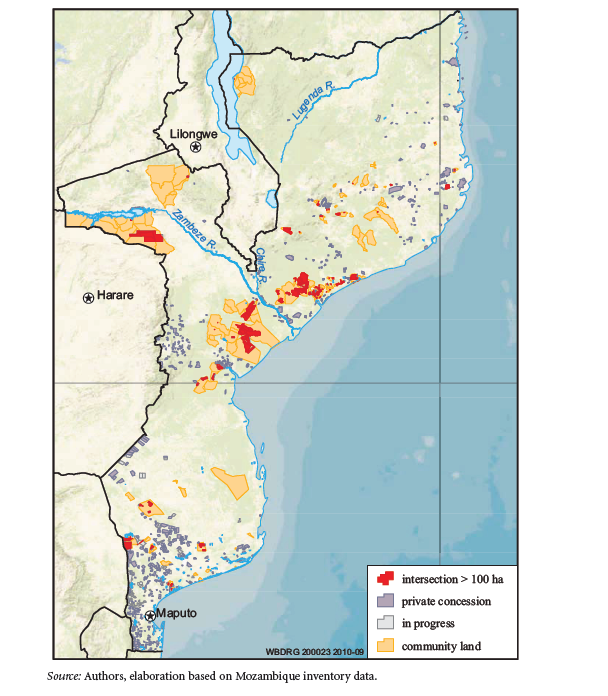 Lugenda R.
Lilongwe
Zambeze R.
Chire R.
Harare
Maputo
intersection > 100 ha
private concession
in progress
community land
WBDRG 200023 2010-09
Source: Authors, elaboration based on Mozambique inventory data.